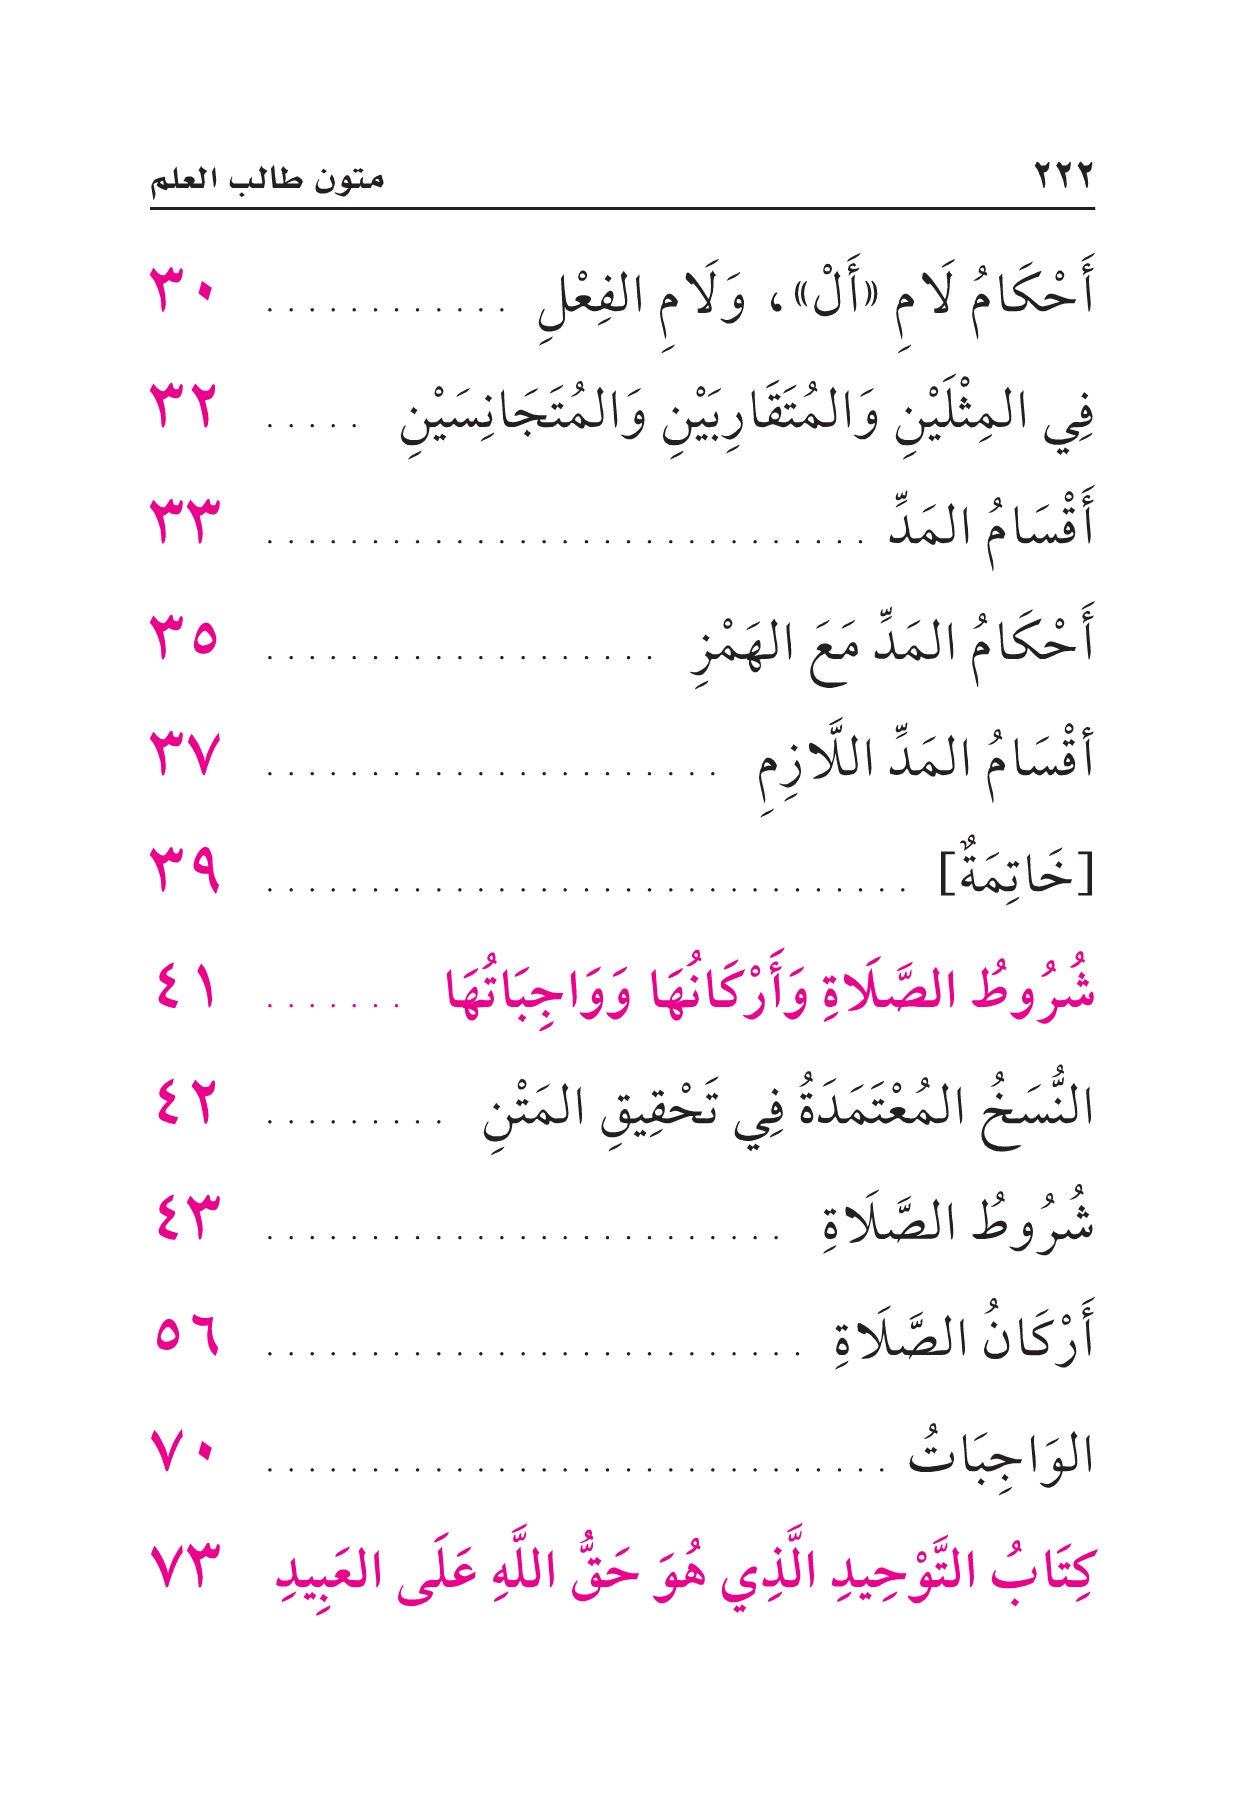 ٢٢٢ متون طالب العلم
أَحْكَامُ لَامِ «أَلْ»، وَلَامِ الفِعْلِ . . . . . . . . . . . . ٣٠
فِي المِثْلَيْنِ وَالمُتَقَارِبَيْنِ وَالمُتَجَانِسَيْنِ . . . . . ٣٢
أَقْسَامُ المَدِّ . . . . . . . . . . . . . . . . . . . . . . . . . . . . . ٣٣
أَحْكَامُ المَدِّ مَعَ الهَمْزِ . . . . . . . . . . . . . . . . . . . ٣٥
أقْسَامُ المَدِّ اللَّازِمِ . . . . . . . . . . . . . . . . . . . . . . ٣٧
[خَاتِمَةٌ] . . . . . . . . . . . . . . . . . . . . . . . . . . . . . . . ٣٩
شُرُوطُ الصَّلَاةِ وَأَرْكَانُهَا وَوَاجِبَاتُهَا . . . . . . . ٤١
النُّسَخُ المُعْتَمَدَةُ فِي تَحْقِيقِ المَتْنِ . . . . . . . . . ٤٢
شُرُوطُ الصَّلَاةِ . . . . . . . . . . . . . . . . . . . . . . . . . ٤٣
أَرْكَانُ الصَّلَاةِ . . . . . . . . . . . . . . . . . . . . . . . . . . ٥٦
الوَاجِبَاتُ . . . . . . . . . . . . . . . . . . . . . . . . . . . . . . ٧٠
كِتَابُ التَّوْحِيدِ الَّذِي هُوَ حَقُّ اللَّهِ عَلَى العَبِيدِ ٧٣